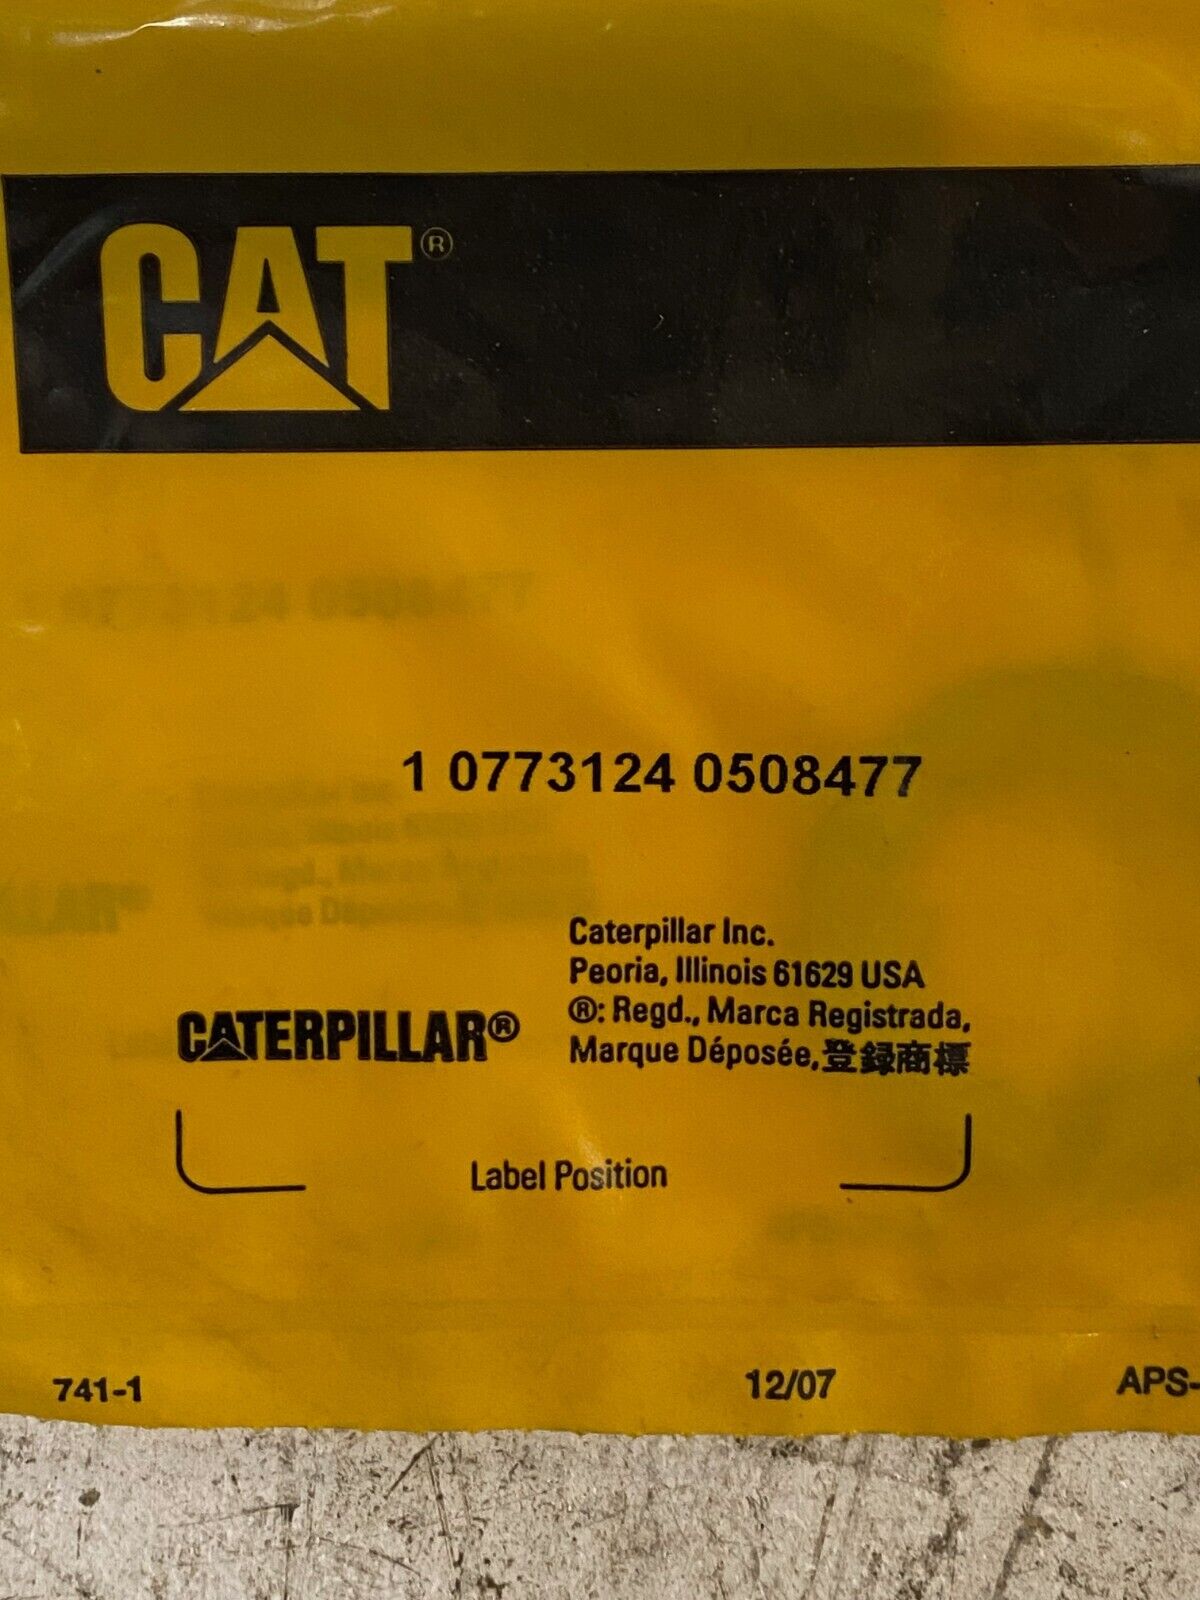 CAT®
1 0773124 0508477
CATERPILLAR®
Caterpillar Inc.
Peoria, Illinois 61629 USA
®: Regd., Marca Registrada,
Marque Déposée,登録商標
Label Position
741-1
12/07
APS-